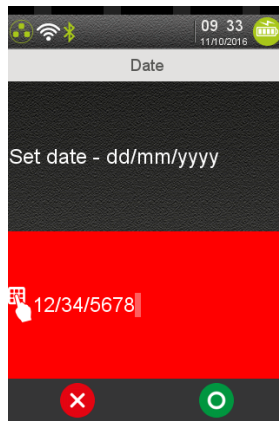 09 33
11/10/2016
Date
Set date - dd/mm/yyyy
12/34/5678